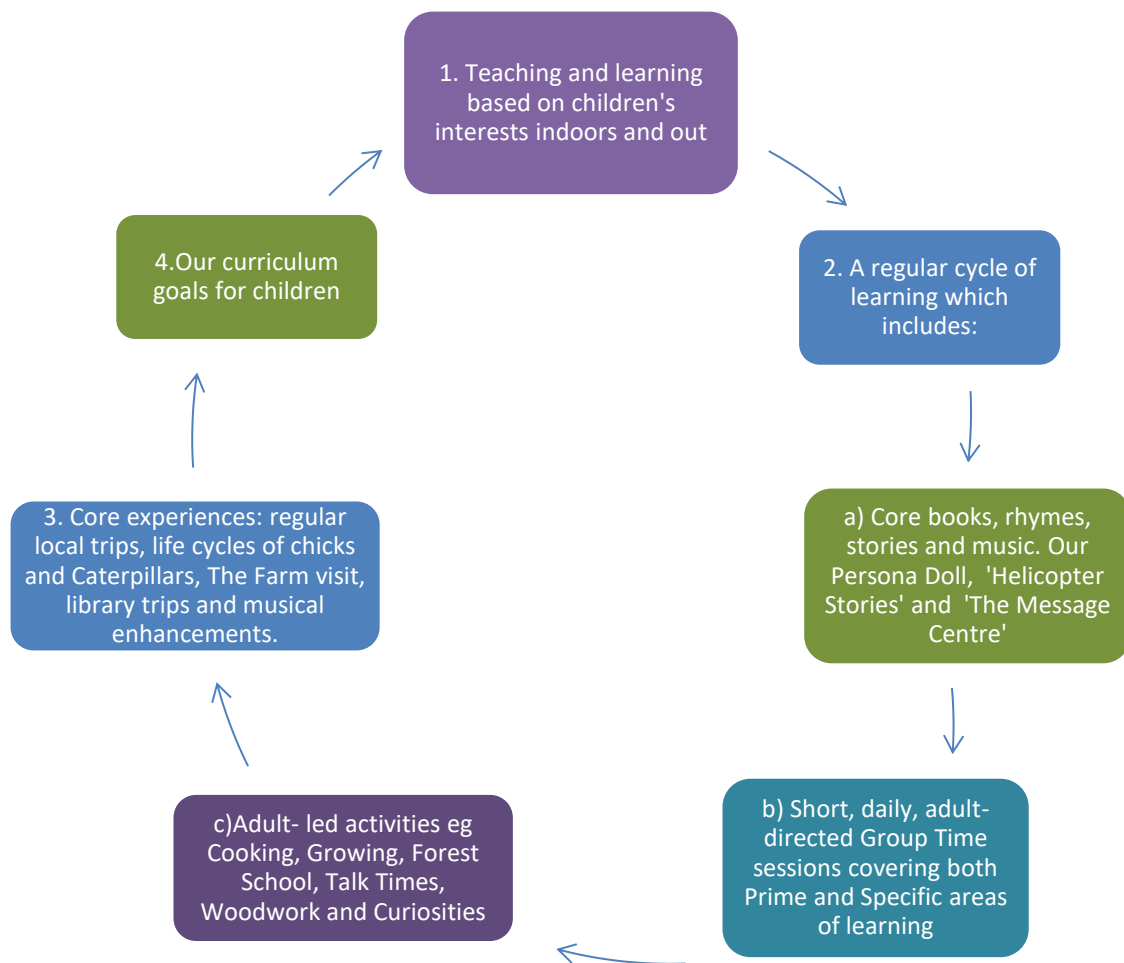 1. Teaching and learning
based on children's
interests indoors and out
2. A regular cycle of
learning which
includes:
a) Core books, rhymes,
stories and music. Our
Persona Doll,  'Helicopter
Stories' and  'The Message
Centre'
b) Short, daily, adult-
directed Group Time
sessions covering both
Prime and Specific areas
of learning
c)Adult- led activities eg
Cooking, Growing, Forest
School, Talk Times,
Woodwork and Curiosities
3. Core experiences: regular
local trips, life cycles of chicks
and Caterpillars, The Farm visit,
library trips and musical
enhancements.
4.Our curriculum
goals for children